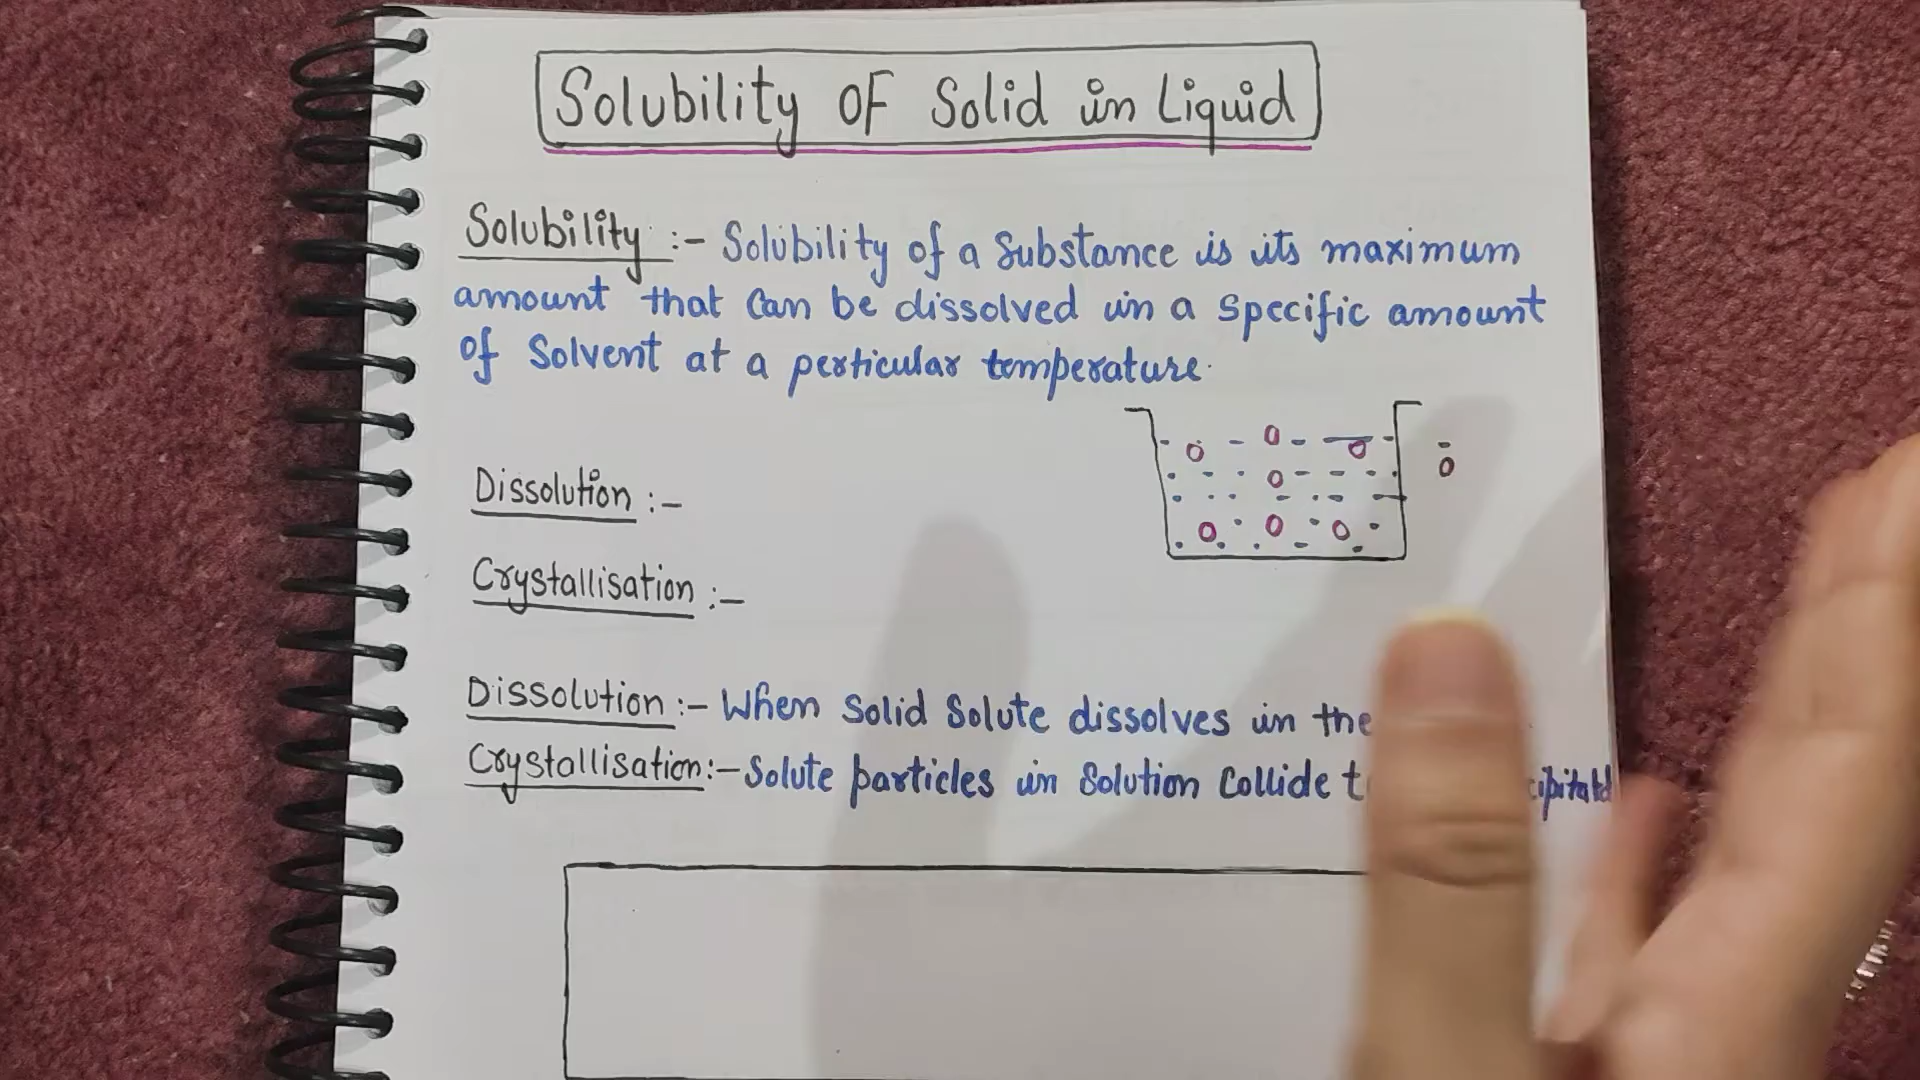 Solubility OF Solid in Liquid
Solubility :- Solubility of a Substance is its maximum
amount that Can be dissolved in a Specific amount
of Solvent at a perticular temperature.
Dissolution :-
Crystallisation :-
Dissolution :- When Solid Solute dissolves in the
Crystallisation :- Solute particles in Solution Collide